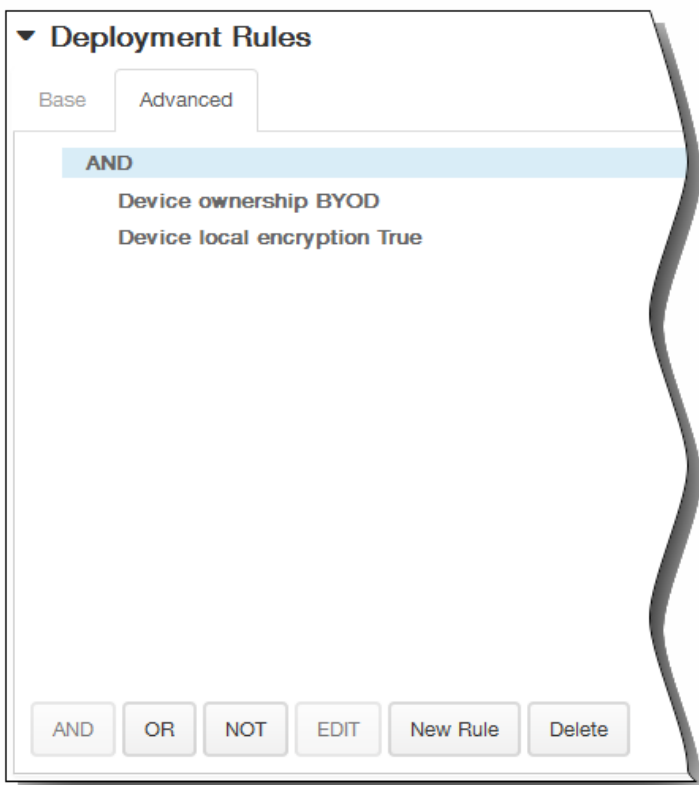 Deployment Rules
Base Advanced
AND
Device ownership BYOD
Device local encryption True
AND OR NOT EDIT New Rule Delete